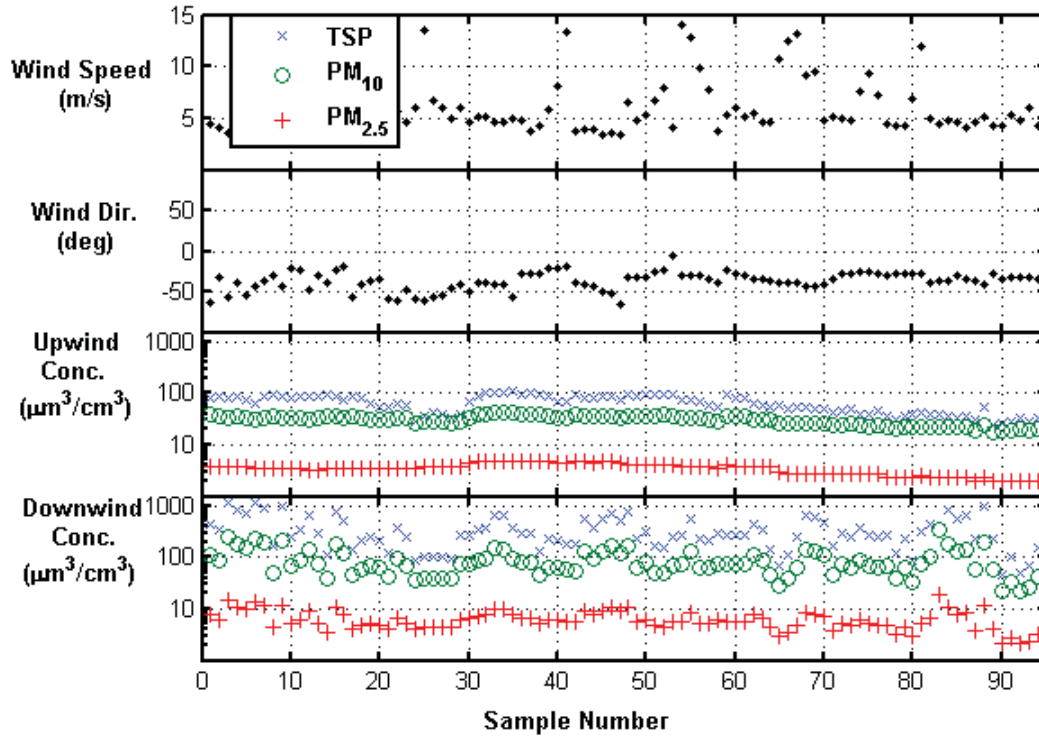 15
10
5
Wind Speed
(m/s)
TSP
PM10
PM2.5
50
0
-50
Wind Dir.
(deg)
1000
100
10
Upwind
Conc.
(μm³/cm³)
1000
100
10
Downwind
Conc.
(μm³/cm³)
0 10 20 30 40 50 60 70 80 90
Sample Number